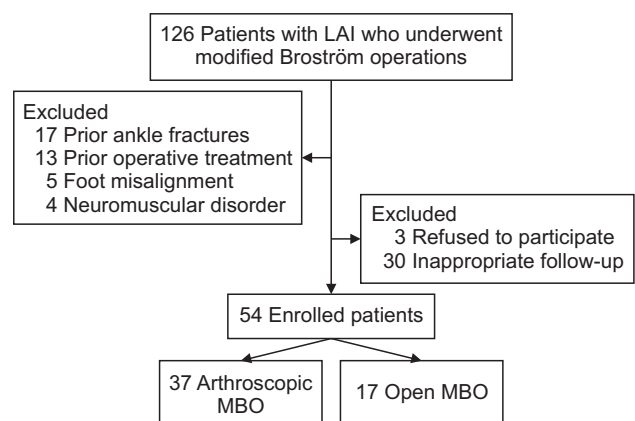 126 Patients with LAI who underwent
modified Broström operations
Excluded
17 Prior ankle fractures
13 Prior operative treatment
5 Foot misalignment
4 Neuromuscular disorder
Excluded
3 Refused to participate
30 Inappropriate follow-up
54 Enrolled patients
37 Arthroscopic
MBO
17 Open MBO